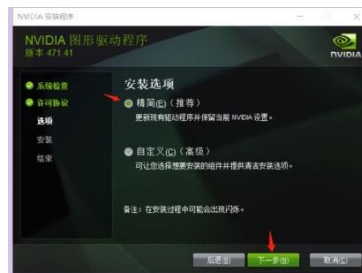 NVIDIA 安装程序
NVIDIA 图形驱动程序
版本 471.41
NVIDIA
系统检查
许可协议
选项
安装
结束
安装选项
精简(E)（推荐）
更新现有驱动程序并保留当前 NVIDIA 设置。
自定义(C)（高级）
可让您选择想要安装的组件并提供清洁安装选项。
备注：在安装过程中可能会出现闪烁。
后退(B)
下一步(N)
取消(C)